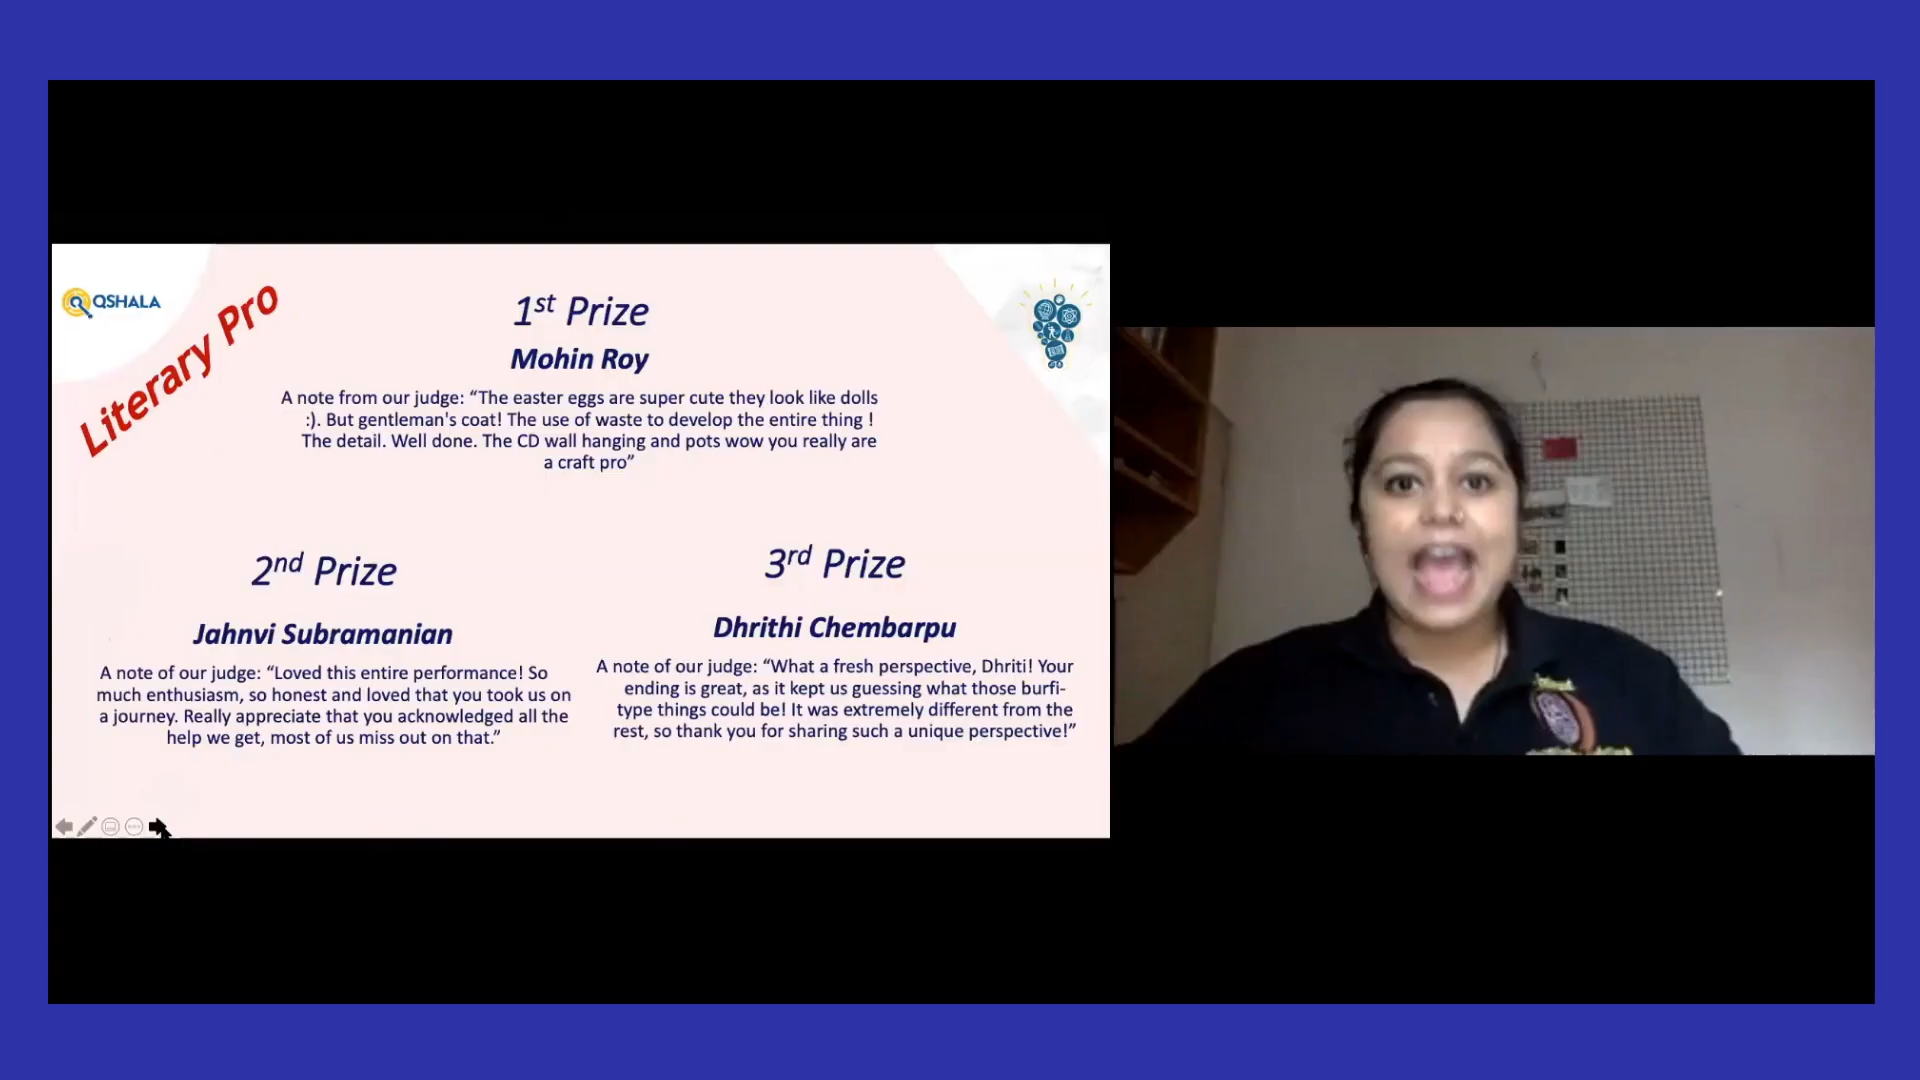 QSHALA
Literary Pro
1st Prize
Mohin Roy
A note from our judge: “The easter eggs are super cute they look like dolls
:). But gentleman's coat! The use of waste to develop the entire thing !
The detail. Well done. The CD wall hanging and pots wow you really are
a craft pro”
2nd Prize
Jahnvi Subramanian
A note of our judge: “Loved this entire performance! So
much enthusiasm, so honest and loved that you took us on
a journey. Really appreciate that you acknowledged all the
help we get, most of us miss out on that.”
3rd Prize
Dhrithi Chembarpu
A note of our judge: “What a fresh perspective, Dhriti! Your
ending is great, as it kept us guessing what those burfi-
type things could be! It was extremely different from the
rest, so thank you for sharing such a unique perspective!”